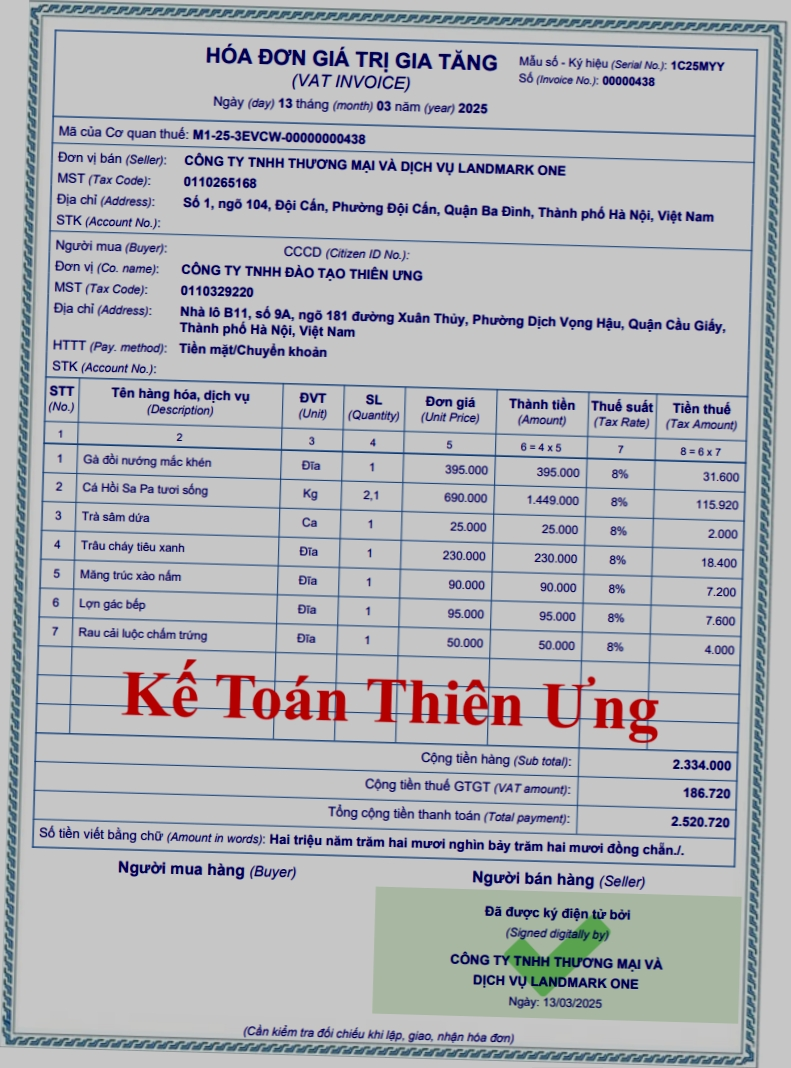 HÓA ĐƠN GIÁ TRỊ GIA TĂNG
(VAT INVOICE)
Ngày (day) 13 tháng (month) 03 năm (year) 2025
Mẫu số - Ký hiệu (Serial No.): 1C25MYY
Số (Invoice No.): 00000438
Mã của Cơ quan thuế: M1-25-3EVCW-00000000438
Đơn vị bán (Seller): CÔNG TY TNHH THƯƠNG MẠI VÀ DỊCH VỤ LANDMARK ONE
MST (Tax Code): 0110265168
Địa chỉ (Address): Số 1, ngõ 104, Đội Cấn, Phường Đội Cấn, Quận Ba Đình, Thành phố Hà Nội, Việt Nam
STK (Account No.):
Người mua (Buyer): CCCD (Citizen ID No.):
Đơn vị (Co. name): CÔNG TY TNHH ĐÀO TẠO THIÊN ƯNG
MST (Tax Code): 0110329220
Địa chỉ (Address): Nhà lô B11, số 9A, ngõ 181 đường Xuân Thủy, Phường Dịch Vọng Hậu, Quận Cầu Giấy,
Thành phố Hà Nội, Việt Nam
HTTT (Pay. method): Tiền mặt/Chuyển khoản
STK (Account No.):
STT Tên hàng hóa, dịch vụ ĐVT SL Đơn giá Thành tiền Thuế suất Tiền thuế
(No.) (Description) (Unit) (Quantity) (Unit Price) (Amount) (Tax Rate) (Tax Amount)
1 2 3 4 5 6 = 4 x 5 7 8 = 6 x 7
1 Gà đồi nướng mắc khén Đĩa 1 395.000 395.000 8% 31.600
2 Cá Hồi Sa Pa tươi sống Kg 2,1 690.000 1.449.000 8% 115.920
3 Trà sâm dứa Ca 1 25.000 25.000 8% 2.000
4 Trâu cháy tiêu xanh Đĩa 1 230.000 230.000 8% 18.400
5 Măng trúc xào nấm Đĩa 1 90.000 90.000 8% 7.200
6 Lợn gác bếp Đĩa 1 95.000 95.000 8% 7.600
7 Rau cải luộc chấm trứng Đĩa 1 50.000 50.000 8% 4.000
Kế Toán Thiên Ưng
Cộng tiền hàng (Sub total): 2.334.000
Cộng tiền thuế GTGT (VAT amount): 186.720
Tổng cộng tiền thanh toán (Total payment): 2.520.720
Số tiền viết bằng chữ (Amount in words): Hai triệu năm trăm hai mươi nghìn bảy trăm hai mươi đồng chẵn./.
Người mua hàng (Buyer)
Người bán hàng (Seller)
Đã được ký điện tử bởi
(Signed digitally by)
CÔNG TY TNHH THƯƠNG MẠI VÀ
DỊCH VỤ LANDMARK ONE
Ngày: 13/03/2025
(Cần kiểm tra đối chiếu khi lập, giao, nhận hóa đơn)